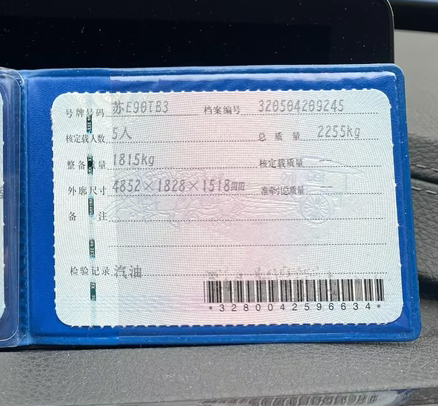 号牌号码 苏E90TB3 档案编号 320504209245
核定载人数 5人 总质量 2255kg
整备质量 1815kg 核定载质量
外廓尺寸 4852×1828×1518mm 准牵引总质量
备注
检验记录 汽油
*3280042596634*